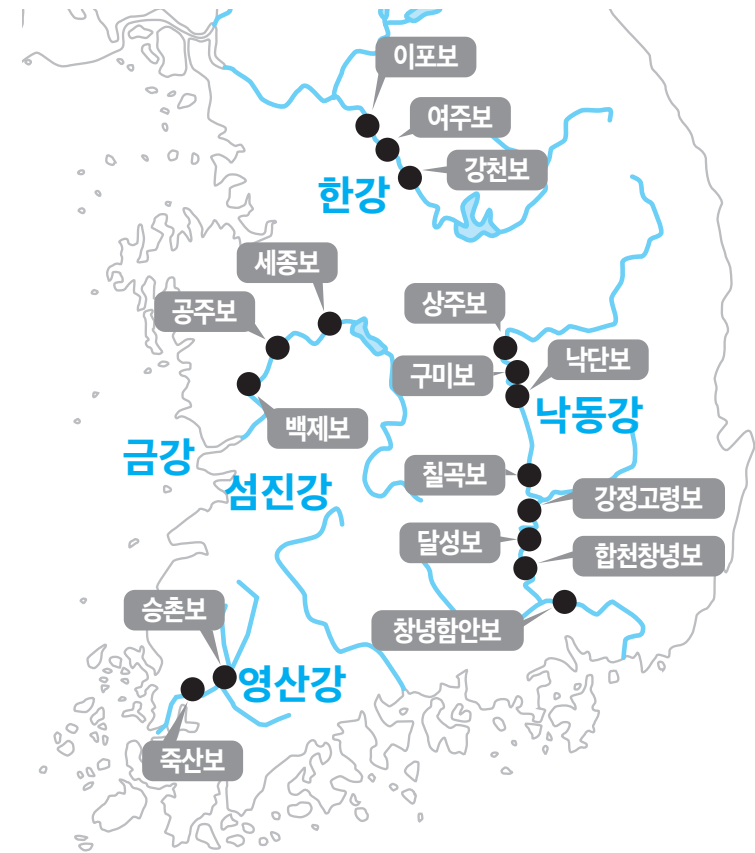 이포보
여주보
강천보
한강
세종보
공주보
상주보
낙단보
구미보
낙동강
백제보
금강
섬진강
칠곡보
강정고령보
달성보
합천창녕보
승촌보
창녕함안보
영산강
죽산보